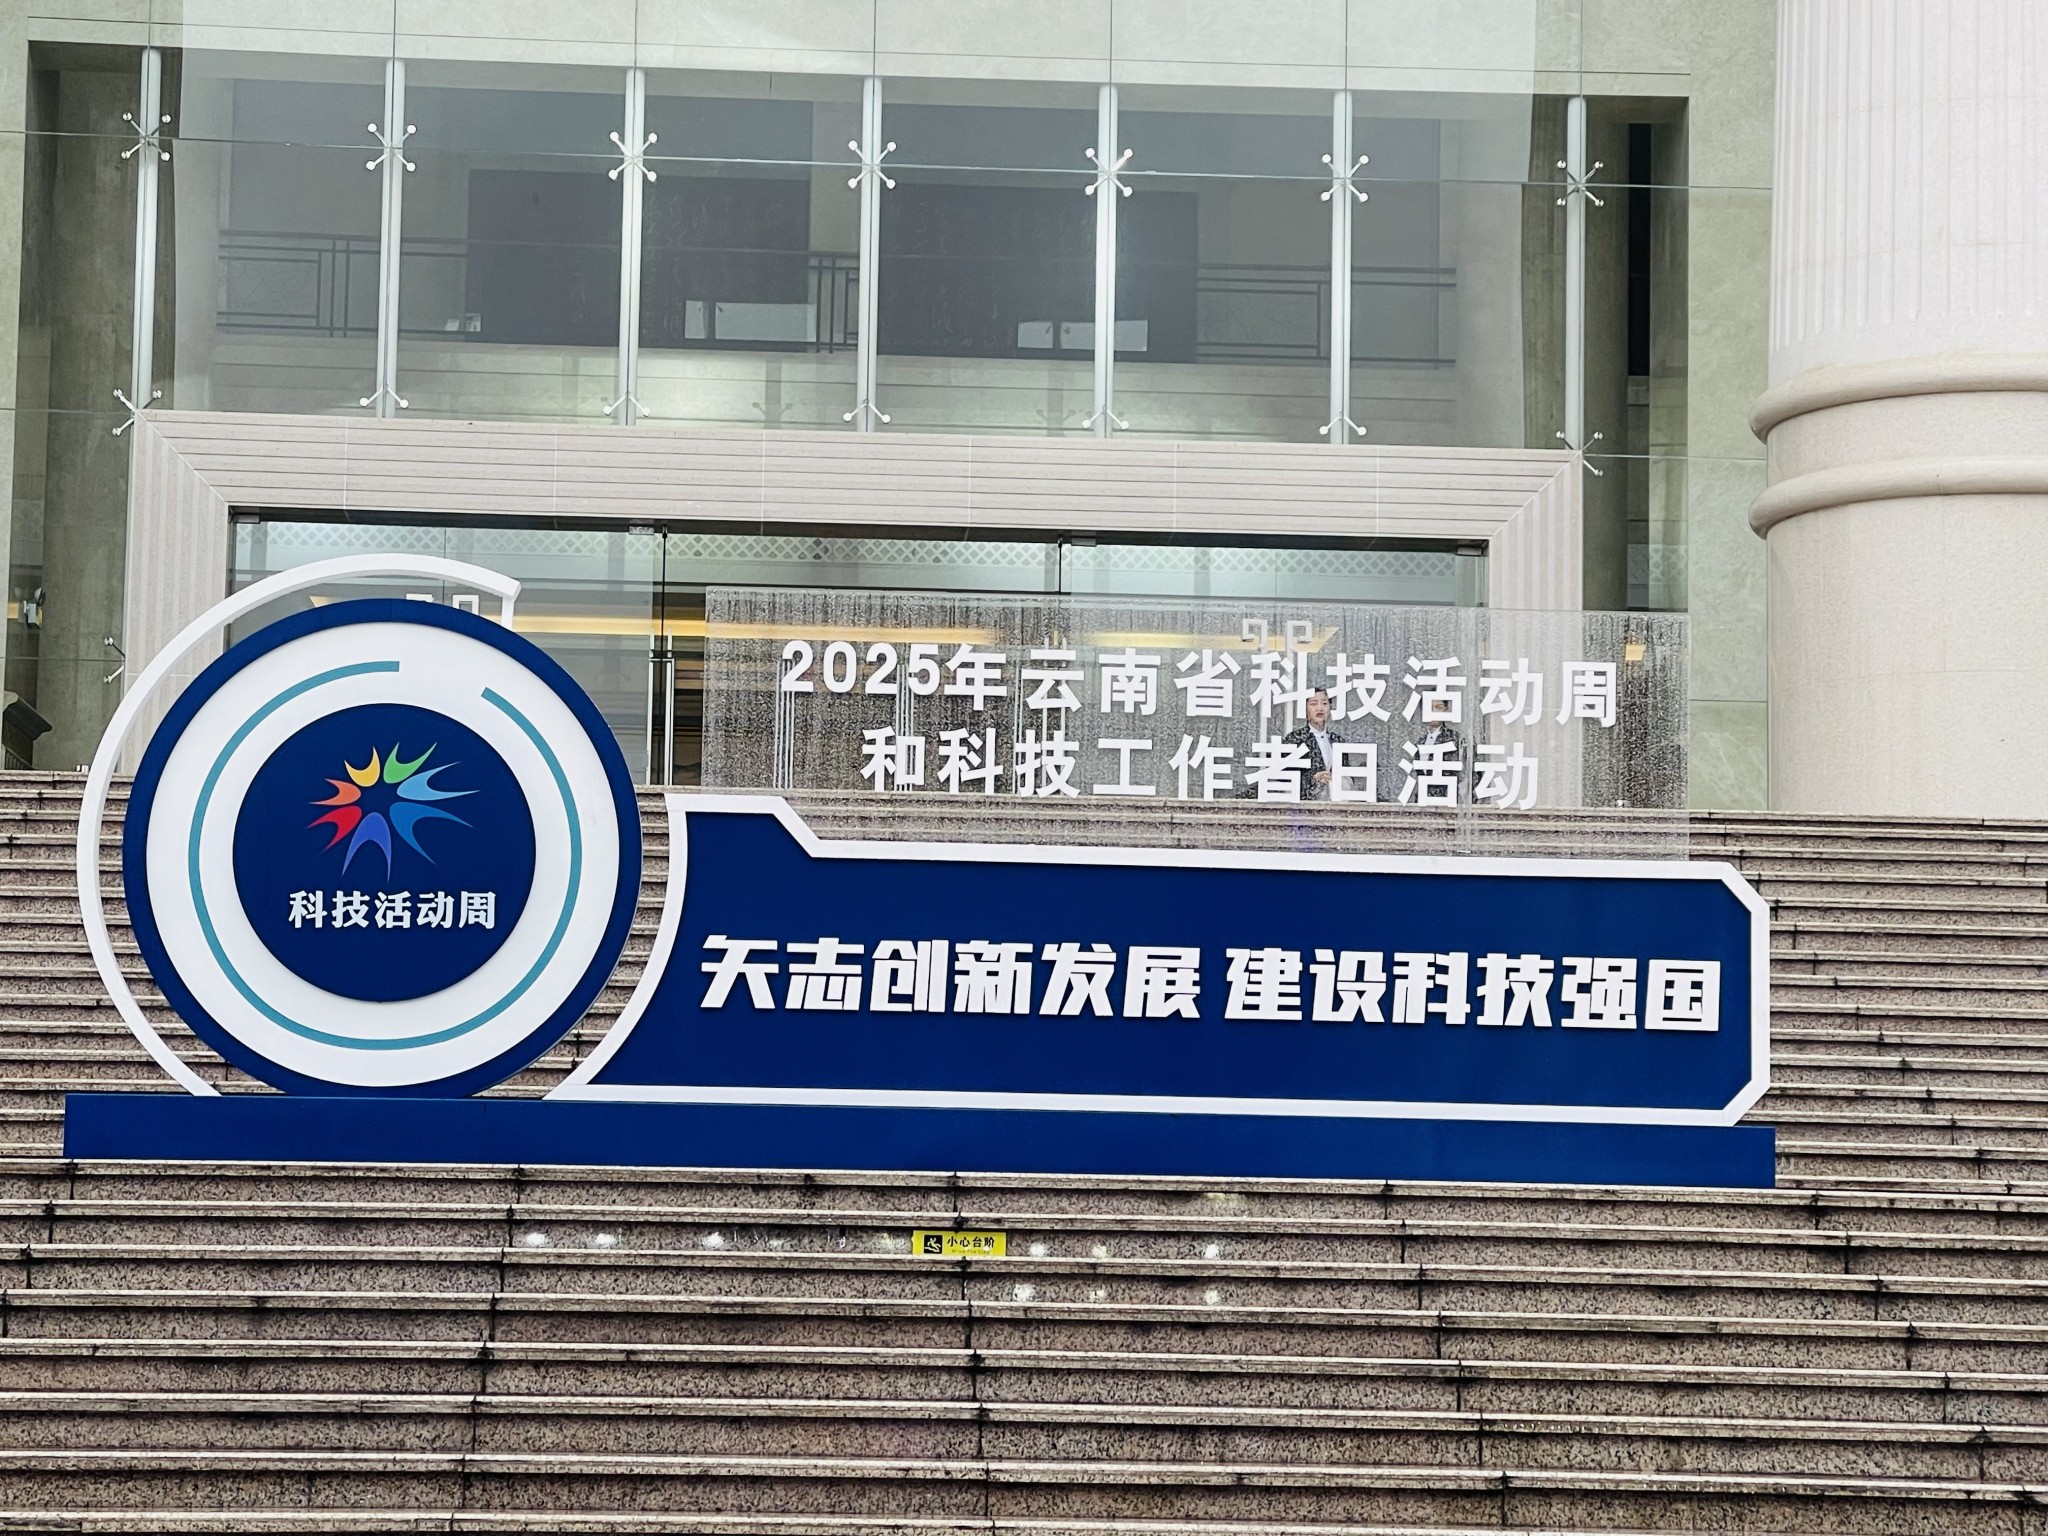 2025年云南省科技活动周
和科技工作者日活动
科技活动周
矢志创新发展 建设科技强国
小心台阶